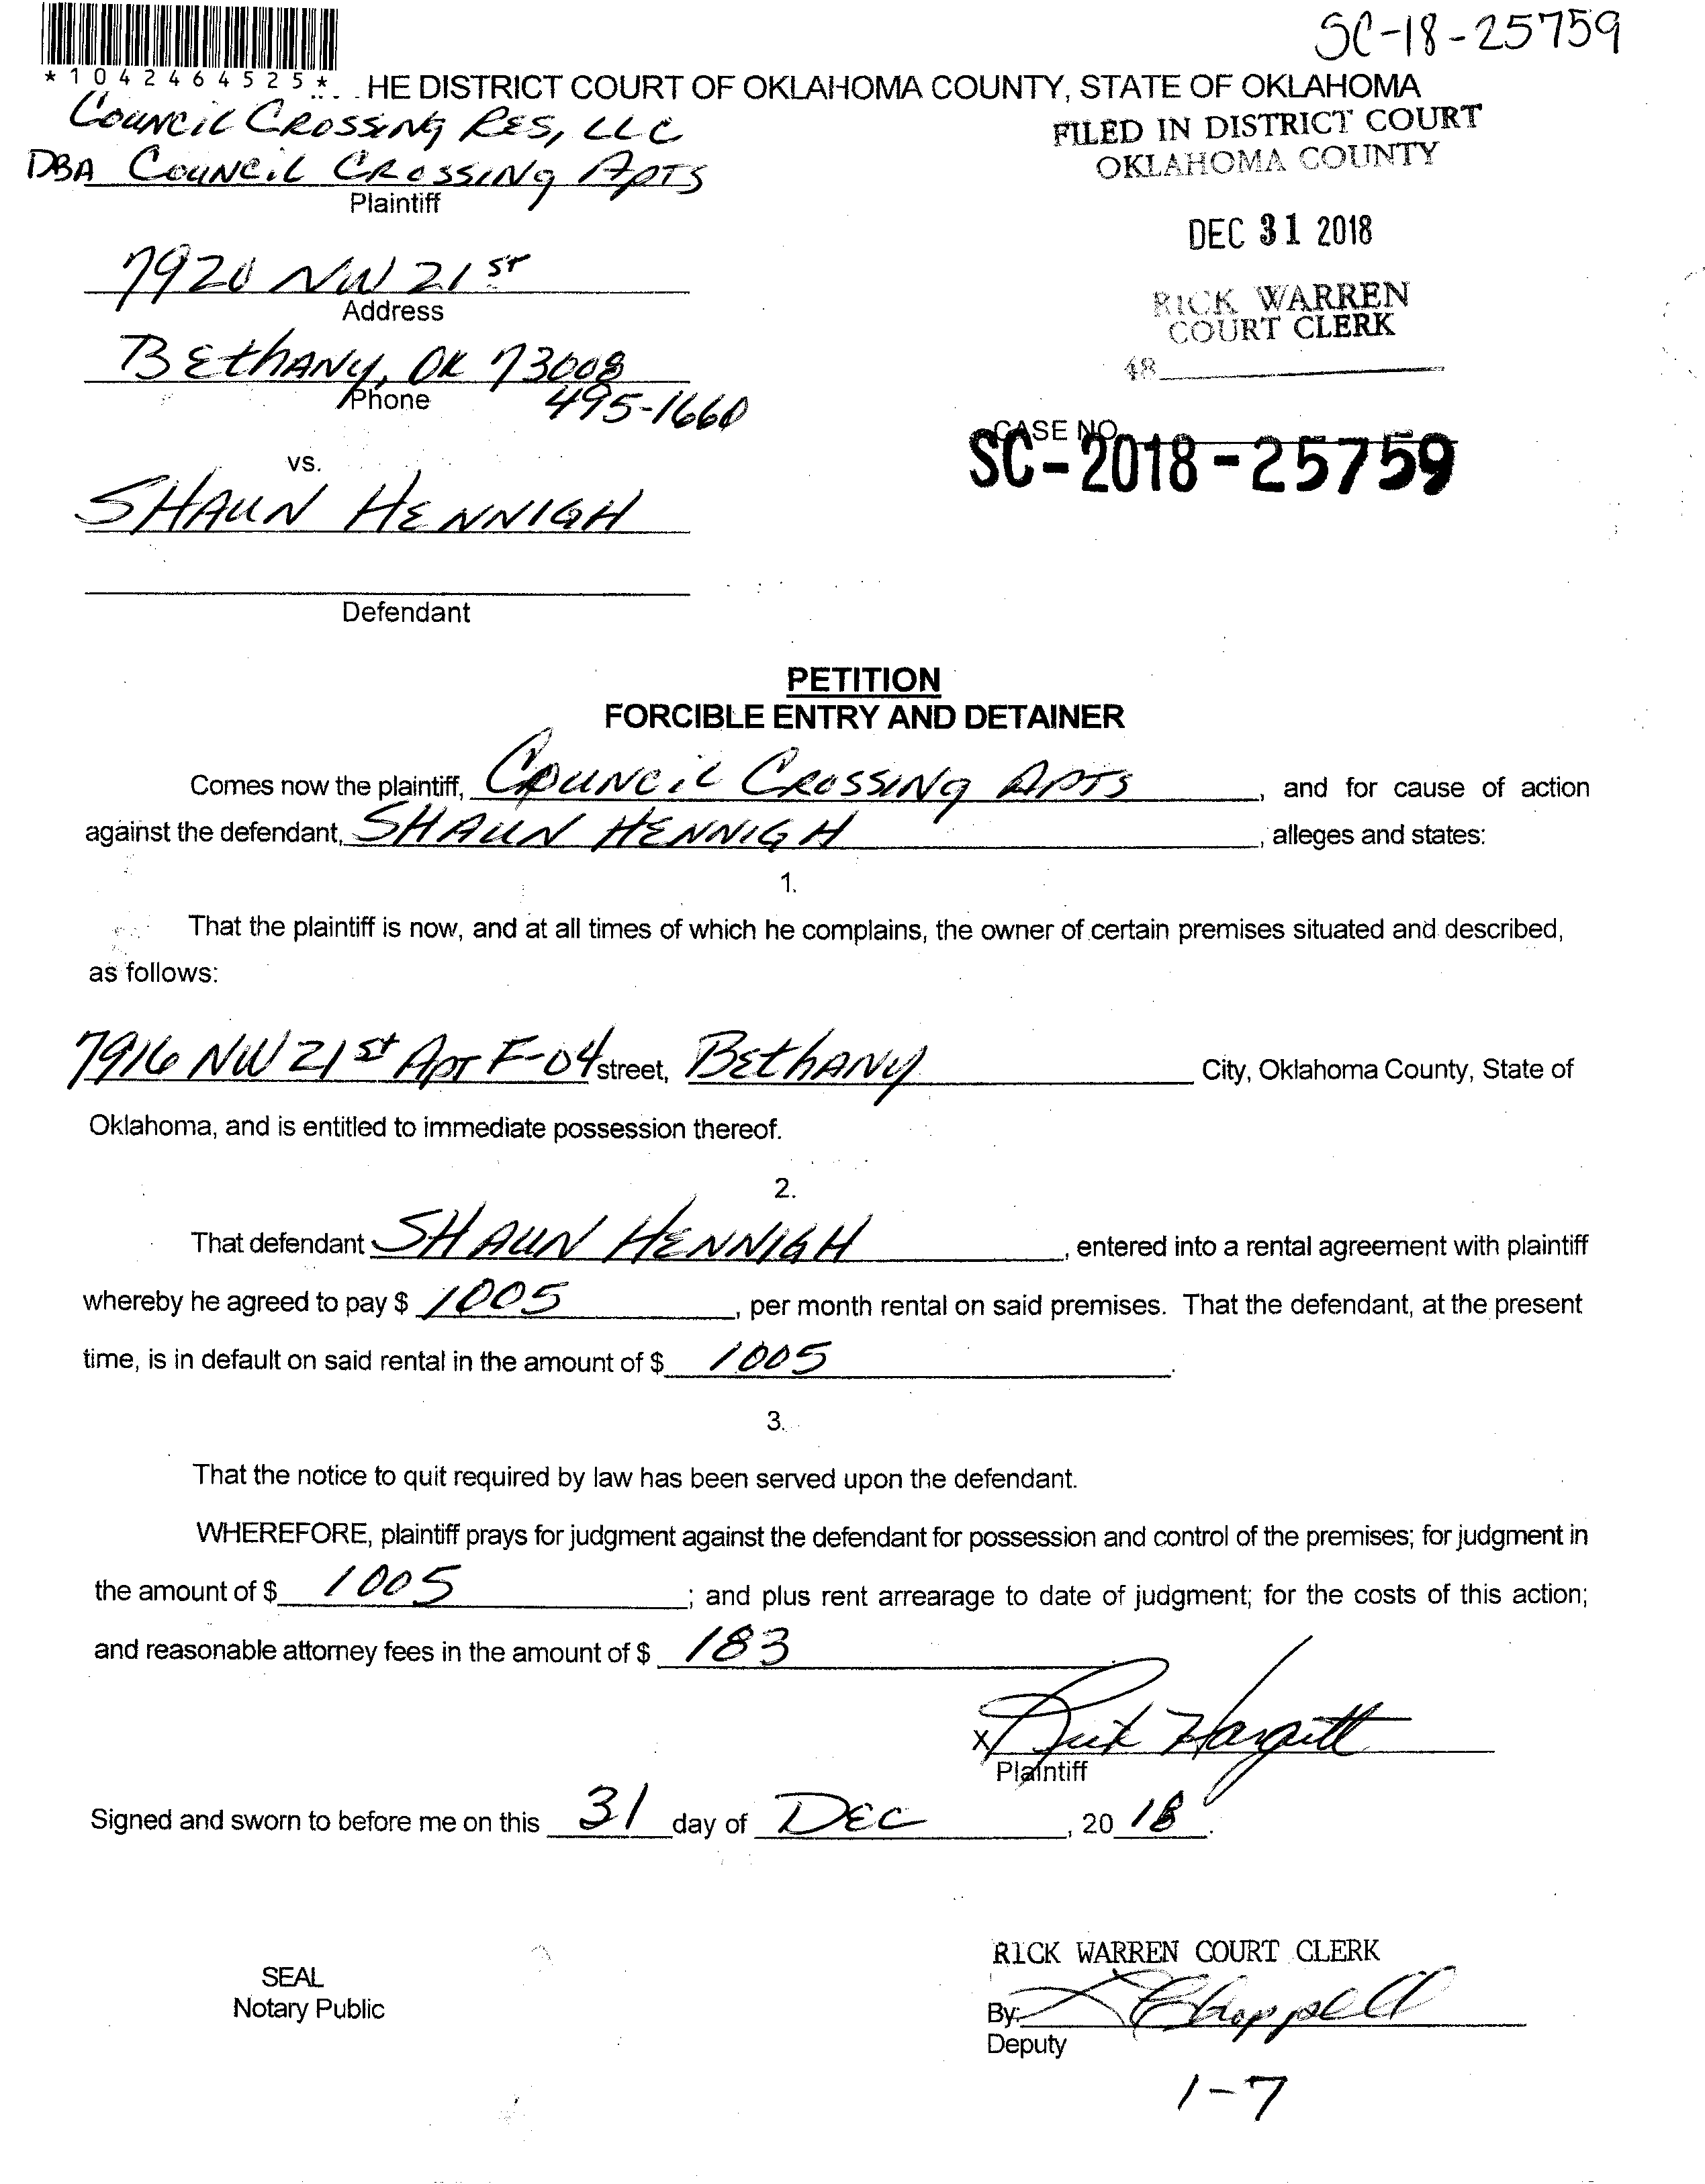 SC-18-25759
*1042464525*
HE DISTRICT COURT OF OKLAHOMA COUNTY, STATE OF OKLAHOMA
COUNCIL CROSSING RES, LLC
DBA COUNCIL CROSSING APTS
Plaintiff
FILED IN DISTRICT COURT
OKLAHOMA COUNTY
DEC 31 2018
RICK WARREN
COURT CLERK
48
7920 NW 21 ST
Address
BEthANY, OK 73008
Phone 495-1660
CASE NO.
SC-2018-25759
vs.
SHAUN HENNIGH
Defendant
PETITION
FORCIBLE ENTRY AND DETAINER
Comes now the plaintiff, COUNCIL CROSSING APTS, and for cause of action
against the defendant, SHAUN HENNIGH, alleges and states:
1.
That the plaintiff is now, and at all times of which he complains, the owner of certain premises situated and described,
as follows:
7916 NW 21st APT F-04 street, BEthANY City, Oklahoma County, State of
Oklahoma, and is entitled to immediate possession thereof.
2.
That defendant SHAUN HENNIGH, entered into a rental agreement with plaintiff
whereby he agreed to pay $ 1005, per month rental on said premises. That the defendant, at the present
time, is in default on said rental in the amount of $ 1005.
3.
That the notice to quit required by law has been served upon the defendant.
WHEREFORE, plaintiff prays for judgment against the defendant for possession and control of the premises; for judgment in
the amount of $ 1005; and plus rent arrearage to date of judgment; for the costs of this action;
and reasonable attorney fees in the amount of $ 183
X Rick Hargitt
Plaintiff
Signed and sworn to before me on this 31 day of DEC, 20 18.
RICK WARREN COURT CLERK
SEAL
Notary Public
By: Chappell
Deputy
1-7